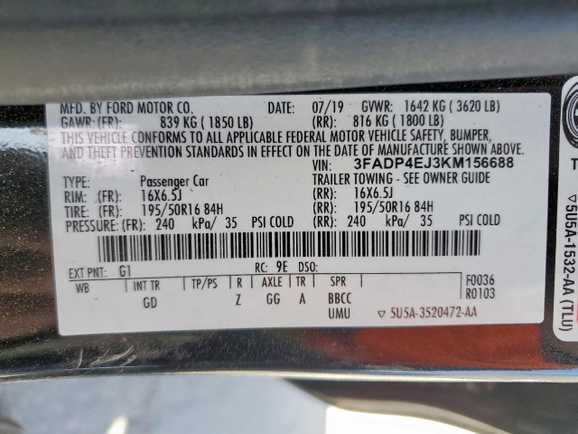 MFD. BY FORD MOTOR CO. DATE: 07/19 GVWR: 1642 KG ( 3620 LB)
GAWR: (FR): 839 KG ( 1850 LB) (RR): 816 KG ( 1800 LB)
THIS VEHICLE CONFORMS TO ALL APPLICABLE FEDERAL MOTOR VEHICLE SAFETY, BUMPER,
AND THEFT PREVENTION STANDARDS IN EFFECT ON THE DATE OF MANUFACTURE SHOWN ABOVE.
VIN: 3FADP4EJ3KM156688
TYPE: Passenger Car TRAILER TOWING - SEE OWNER GUIDE
RIM: (FR): 16X6.5J (RR): 16X6.5J
TIRE: (FR): 195/50R16 84H (RR): 195/50R16 84H
PRESSURE: (FR): 240 kPa/ 35 PSI COLD (RR): 240 kPa/ 35 PSI COLD
EXT PNT: G1 RC: 9E DSO:
WB INT TR TP/PS R AXLE TR SPR F0036
GD Z GG A BBCC R0103
UMU ▽ 5U5A-3520472-AA
▽ 5U5A-1532-AA (TLU)